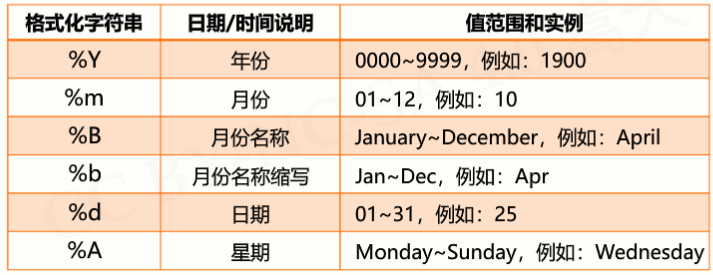 格式化字符串 日期/时间说明 值范围和实例
%Y 年份 0000~9999，例如：1900
%m 月份 01~12，例如：10
%B 月份名称 January~December，例如：April
%b 月份名称缩写 Jan~Dec，例如：Apr
%d 日期 01~31，例如：25
%A 星期 Monday~Sunday，例如：Wednesday